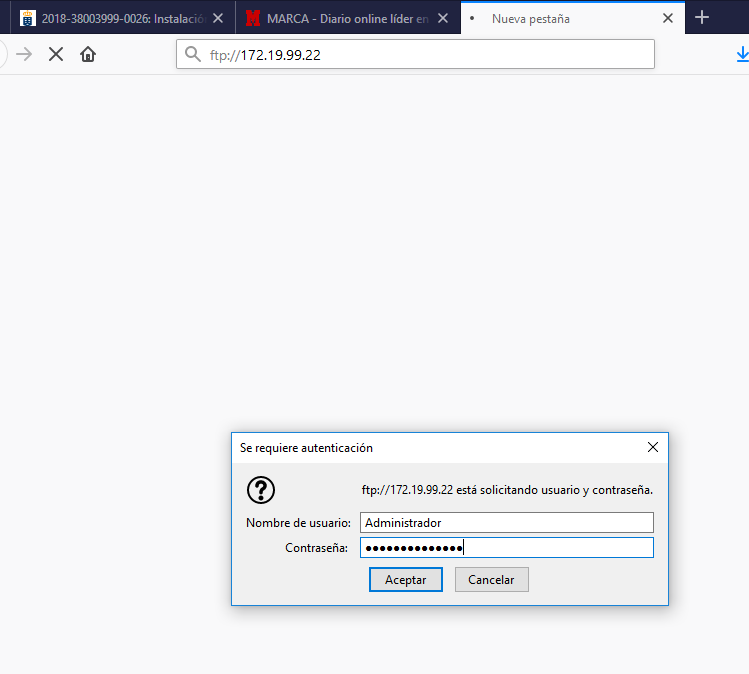 2018-38003999-0026: Instalación
MARCA - Diario online líder en
Nueva pestaña
ftp://172.19.99.22
Se requiere autenticación
ftp://172.19.99.22 está solicitando usuario y contraseña.
Nombre de usuario: Administrador
Contraseña: ●●●●●●●●●●●●●●
Aceptar Cancelar